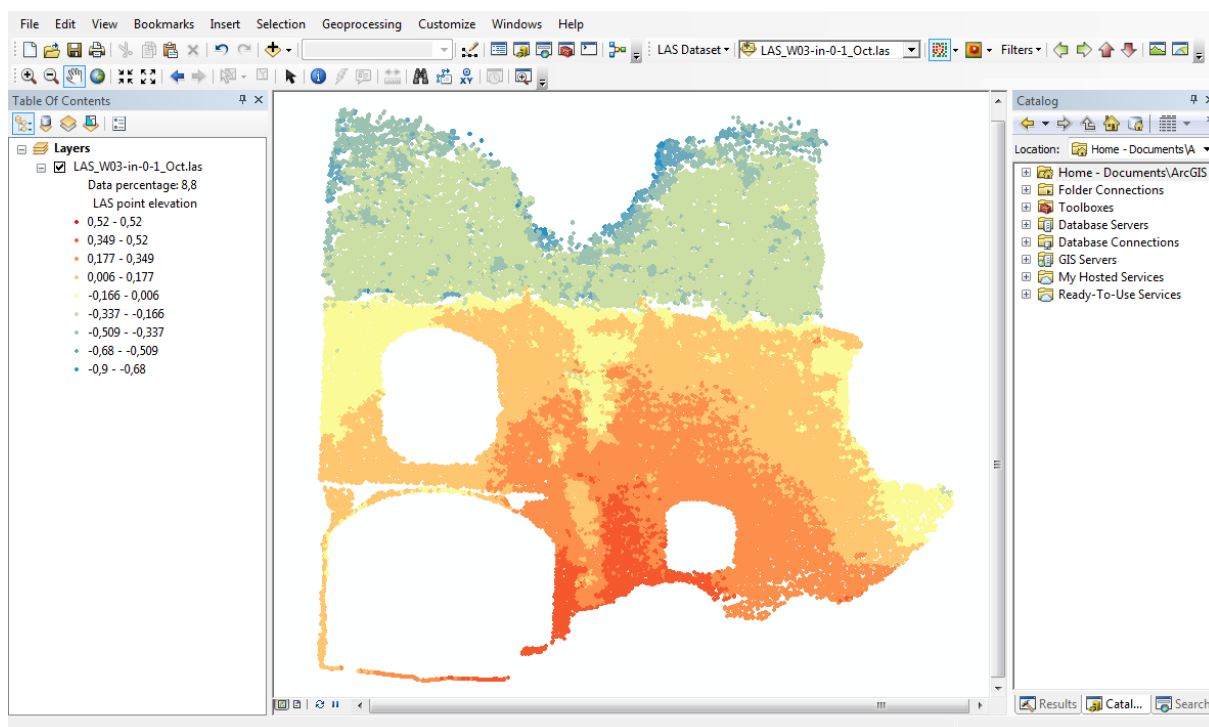 File Edit View Bookmarks Insert Selection Geoprocessing Customize Windows Help
LAS Dataset LAS_W03-in-0-1_Oct.las Filters
XY
Table Of Contents
Layers
LAS_W03-in-0-1_Oct.las
Data percentage: 8,8
LAS point elevation
0,52 - 0,52
0,349 - 0,52
0,177 - 0,349
0,006 - 0,177
-0,166 - 0,006
-0,337 - -0,166
-0,509 - -0,337
-0,68 - -0,509
-0,9 - -0,68
Catalog
Location: Home - Documents\A
Home - Documents\ArcGIS
Folder Connections
Toolboxes
Database Servers
Database Connections
GIS Servers
My Hosted Services
Ready-To-Use Services
Results Catal... Search